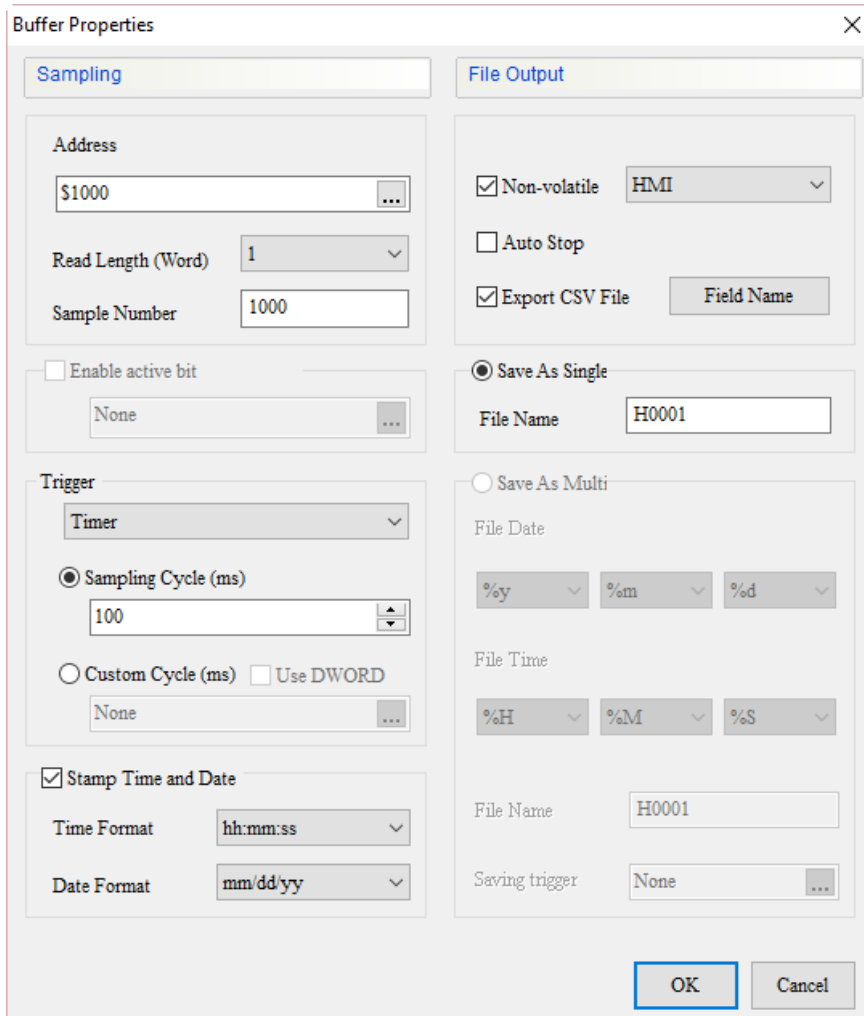 Buffer Properties
Sampling
Address
$1000
...
Read Length (Word)
1
Sample Number
1000
Enable active bit
None
...
Trigger
Timer
Sampling Cycle (ms)
100
Custom Cycle (ms)
Use DWORD
None
...
Stamp Time and Date
Time Format
hh:mm:ss
Date Format
mm/dd/yy
File Output
Non-volatile
HMI
Auto Stop
Export CSV File
Field Name
Save As Single
File Name
H0001
Save As Multi
File Date
%y
%m
%d
File Time
%H
%M
%S
File Name
H0001
Saving trigger
None
...
OK
Cancel